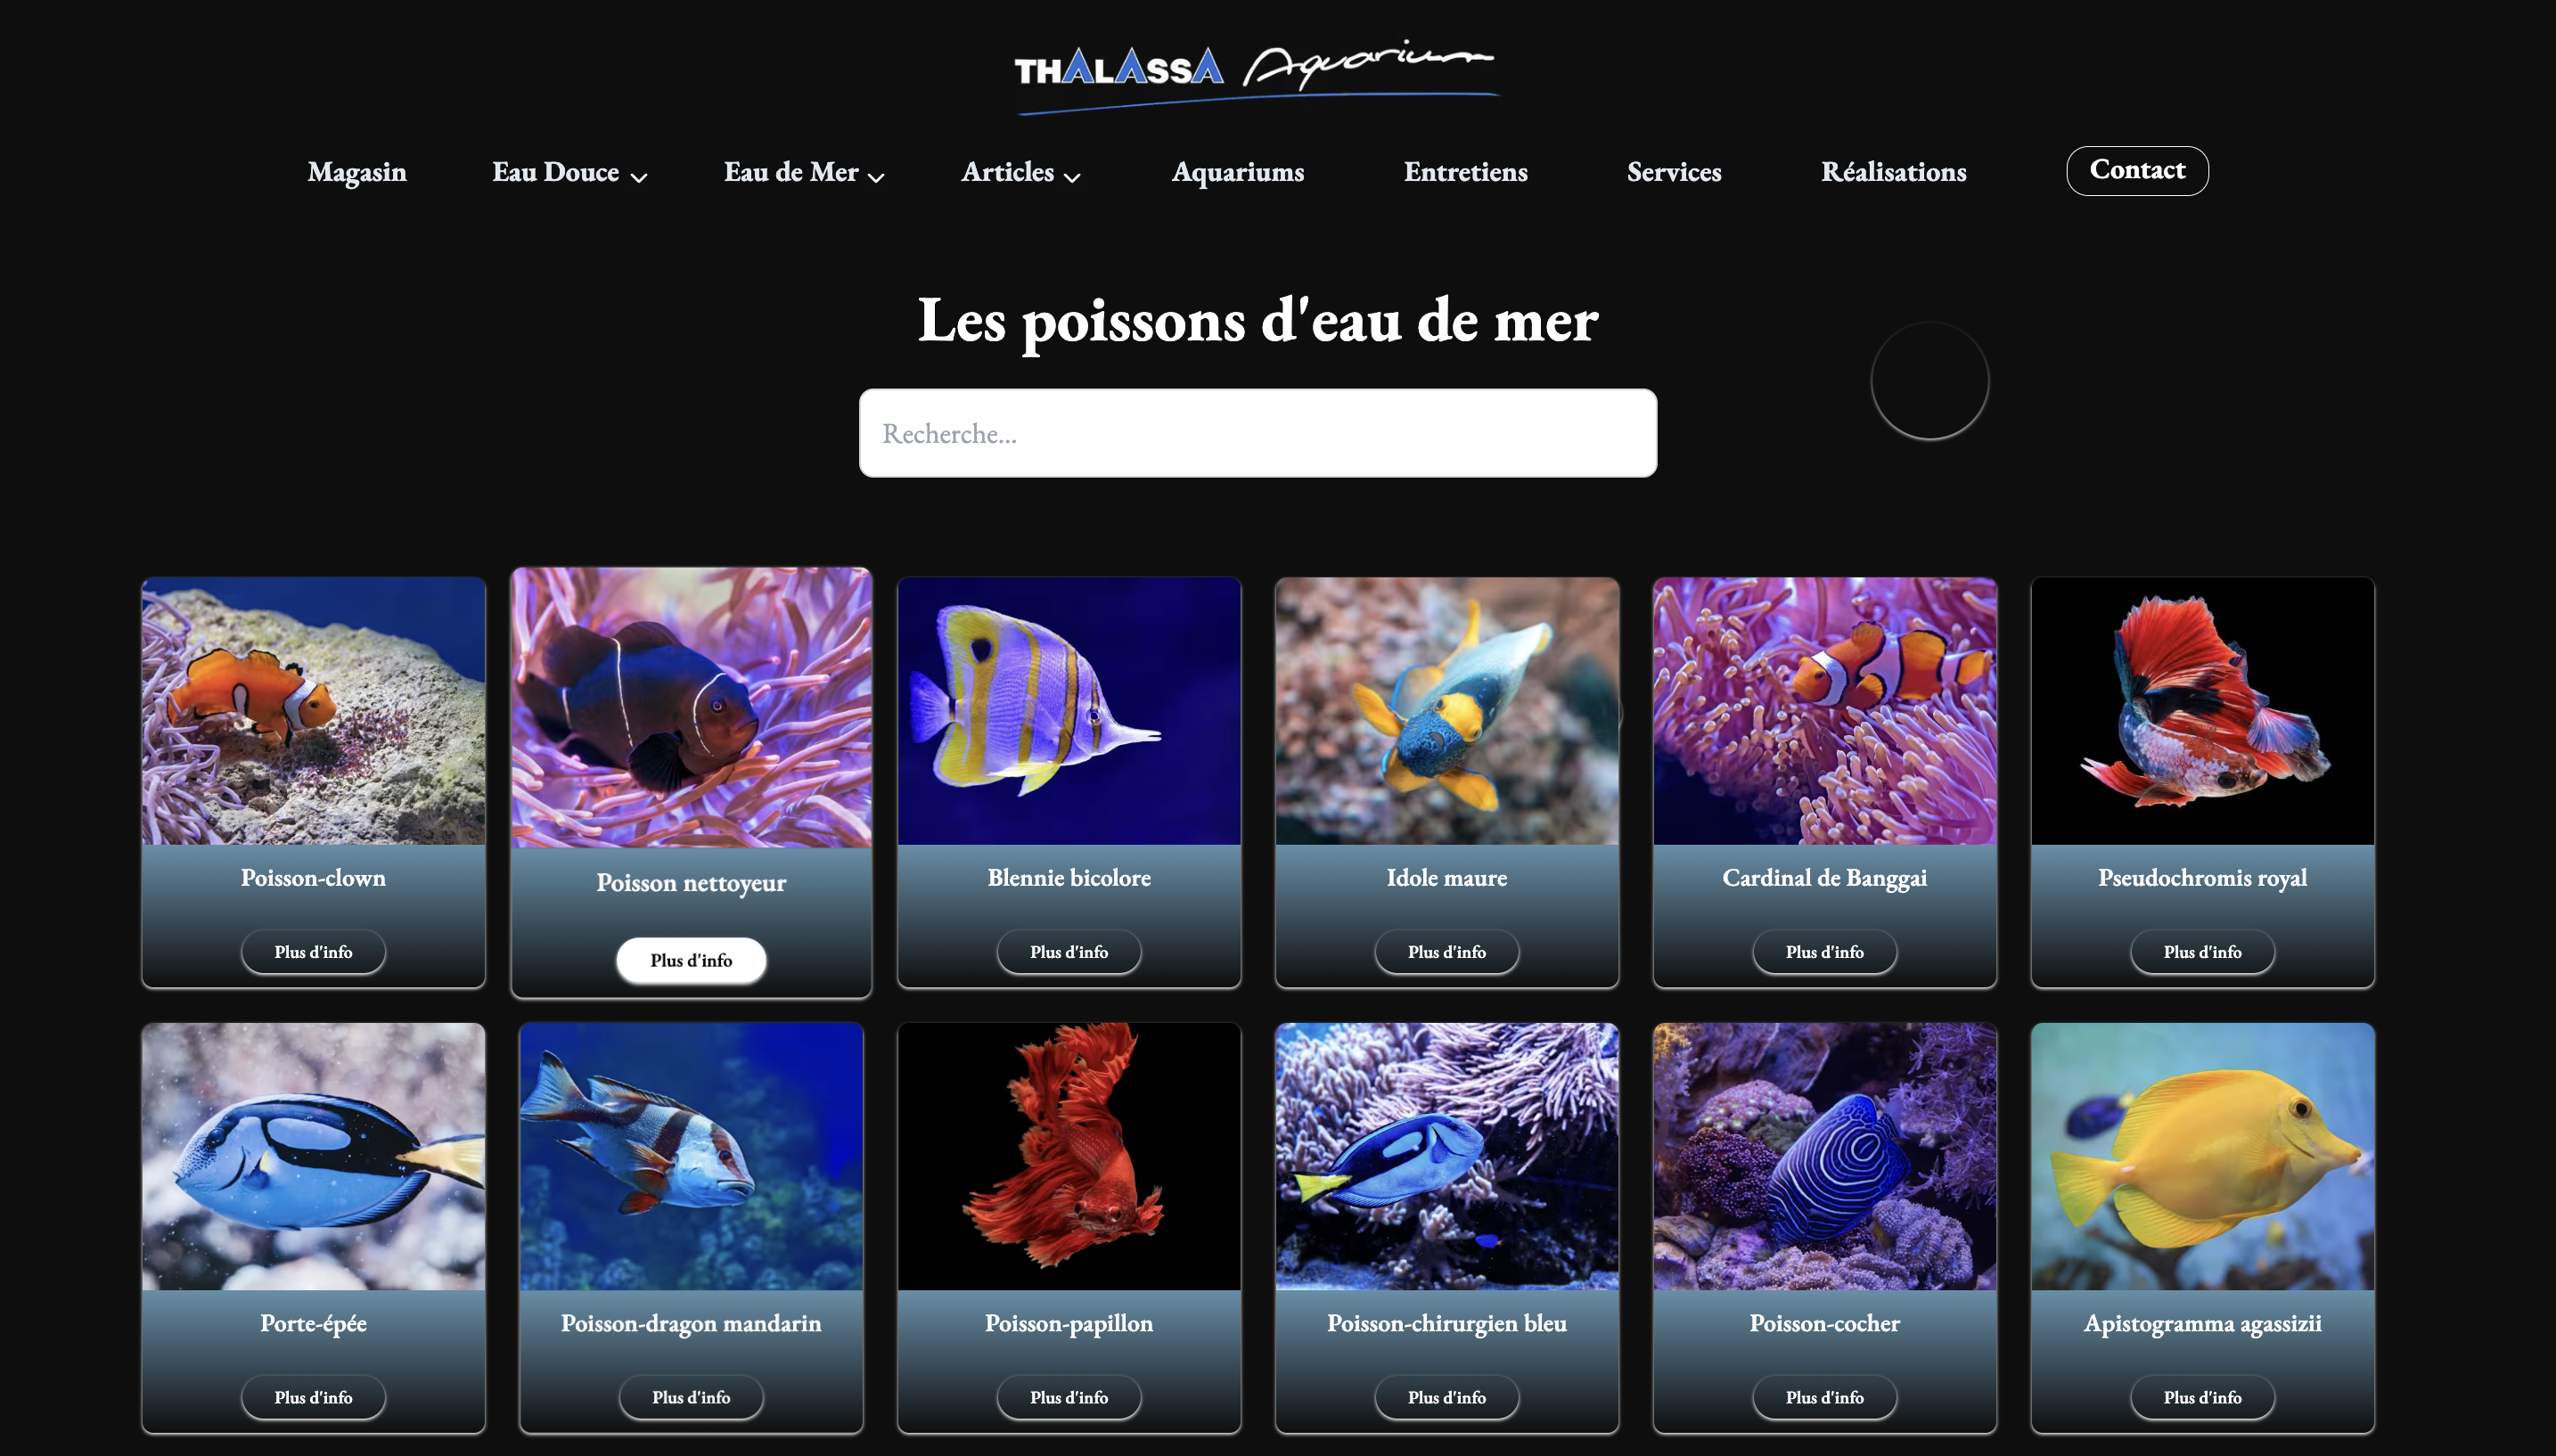 THALASSA Aquarium
Magasin Eau Douce Eau de Mer Articles Aquariums Entretiens Services Réalisations Contact
Les poissons d'eau de mer
Recherche...
Poisson-clown Poisson nettoyeur Blennie bicolore Idole maure Cardinal de Banggai Pseudochromis royal
Plus d'info Plus d'info Plus d'info Plus d'info Plus d'info Plus d'info
Porte-épée Poisson-dragon mandarin Poisson-papillon Poisson-chirurgien bleu Poisson-cocher Apistogramma agassizii
Plus d'info Plus d'info Plus d'info Plus d'info Plus d'info Plus d'info